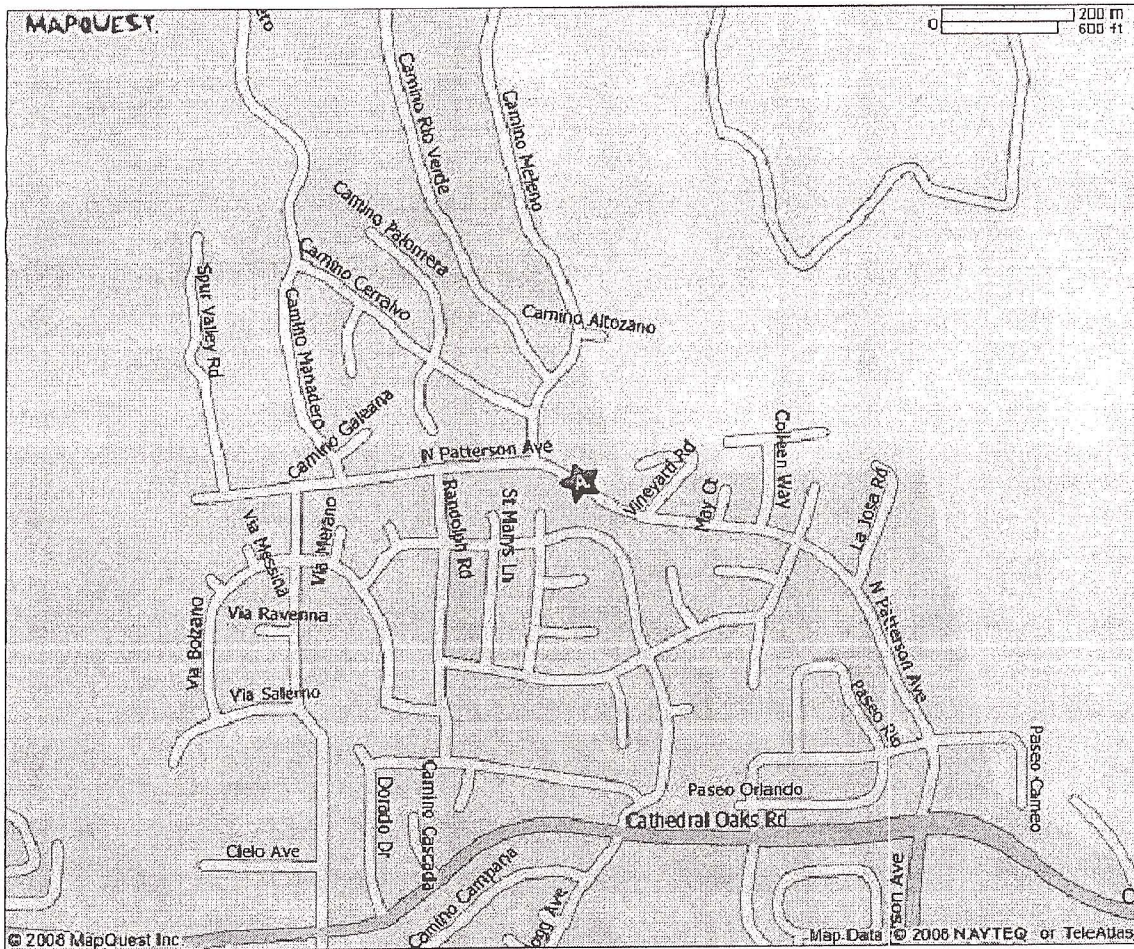 MAPQUEST.
0
200 m
600 ft
Camino Rio Verde
Camino Meleno
Camino Palomera
Camino Cerralvo
Camino Altozano
Spur Valley Rd
Camino Manadero
Camino Galeana
N Patterson Ave
A
Vineyard Rd
May Ct
Coleen Way
La Josa Rd
Randolph Rd
St Marys Ln
Via Messina
Via Merano
N Patterson Ave
Via Ravenna
Via Bolzano
Via Salerno
Paseo Rio
Paseo Cameo
Dorado Dr
Camino Cascada
Paseo Orlando
Cathedral Oaks Rd
Cielo Ave
Camino Campana
Ave
© 2008 MapQuest Inc.
Map Data © 2008 NAVTEQ or TeleAtlas